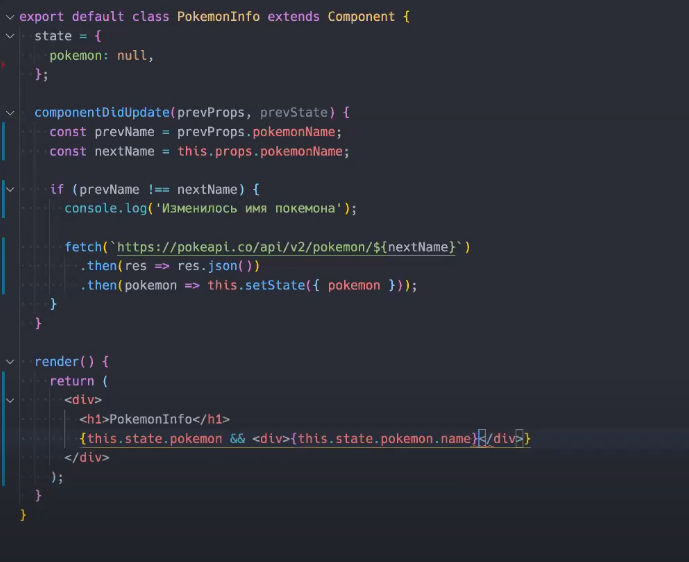 export default class PokemonInfo extends Component {
state = {
pokemon: null,
};
componentDidUpdate(prevProps, prevState) {
const prevName = prevProps.pokemonName;
const nextName = this.props.pokemonName;
if (prevName !== nextName) {
console.log('Изменилось имя покемона');
fetch(`https://pokeapi.co/api/v2/pokemon/${nextName}`)
.then(res => res.json())
.then(pokemon => this.setState({ pokemon }));
}
}
render() {
return (
<div>
<h1>PokemonInfo</h1>
{this.state.pokemon && <div>{this.state.pokemon.name}</div>}
</div>
);
}
}